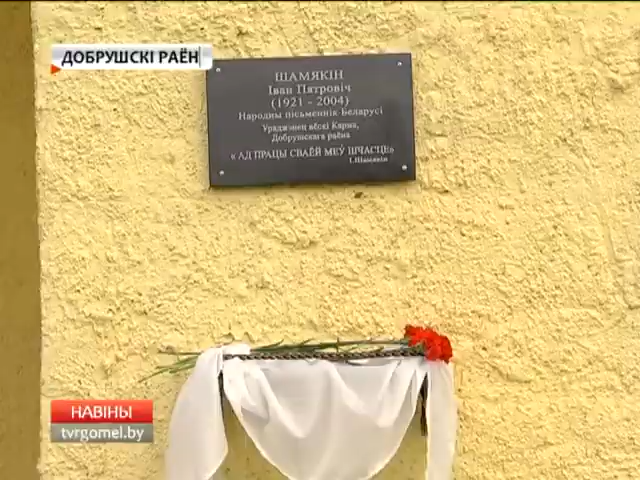 ДОБРУШСКІ РАЁН
ШАМЯКІН
Іван Пятровіч
(1921 - 2004)
Народны пісьменнік Беларусі
Ураджэнец вёскі Карма,
Добрушскага раёна
« АД ПРАЦЫ СВАЁЙ МЕЎ ШЧАСЦЕ»
І.Шамякін
НАВІНЫ
tvrgomel.by